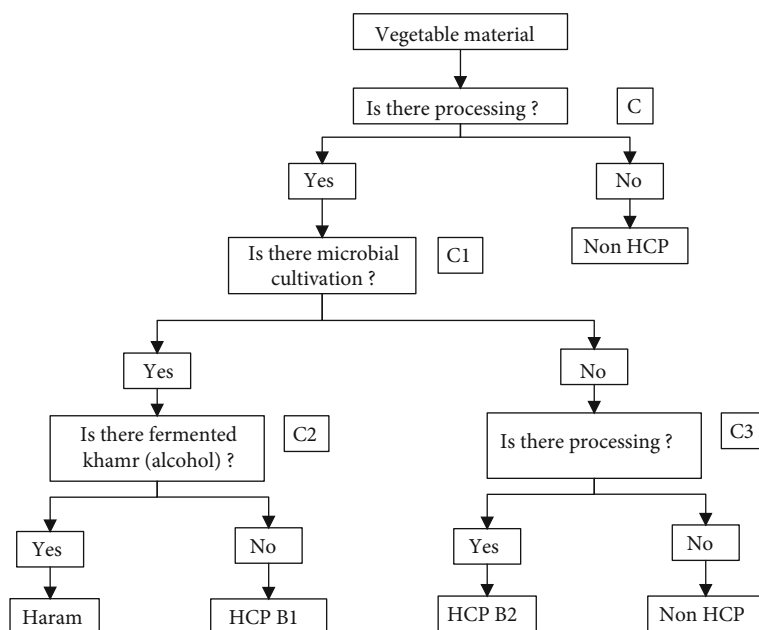 Vegetable material
Is there processing ?
C
Yes
No
Non HCP
Is there microbial
cultivation ?
C1
Yes
No
Is there fermented
khamr (alcohol) ?
C2
Is there processing ?
C3
Yes
No
Yes
No
Haram
HCP B1
HCP B2
Non HCP